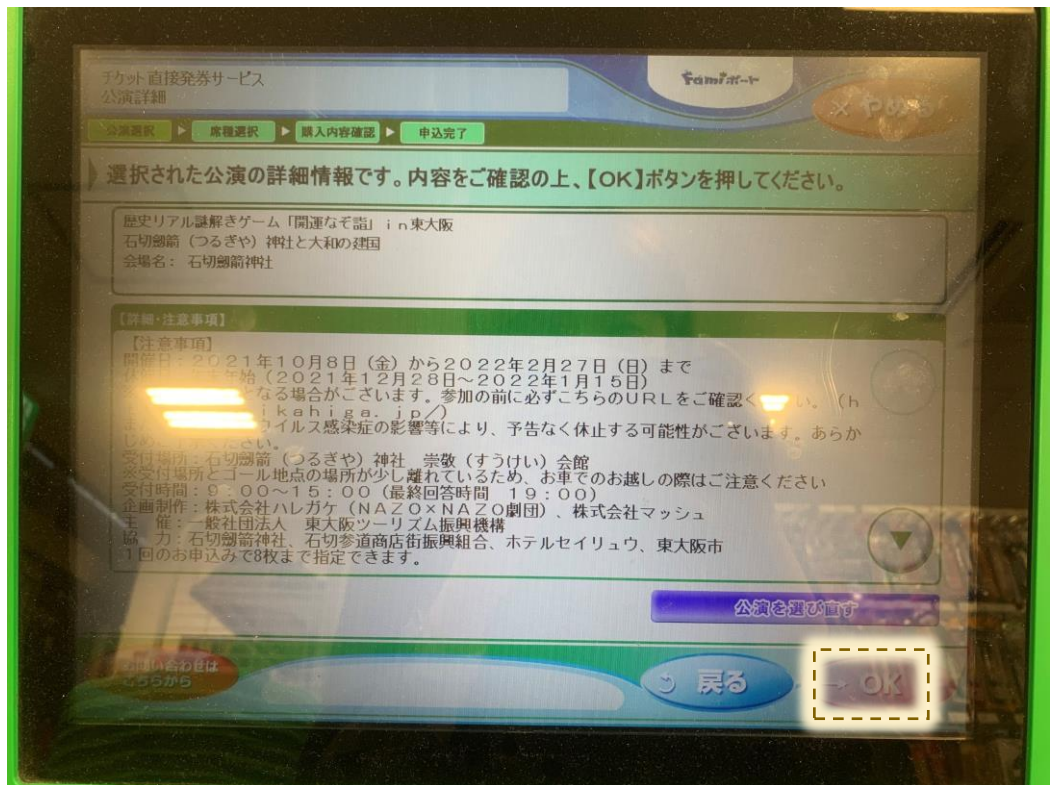 チケット直接発券サービス
公演詳細
Famiポート
×やめる
公演選択 ▶ 席種選択 ▶ 購入内容確認 ▶ 申込完了
選択された公演の詳細情報です。内容をご確認の上、【OK】ボタンを押してください。
歴史リアル謎解きゲーム「開運なぞ詣」in東大阪
石切劔箭（つるぎや）神社と大和の建国
会場名： 石切劔箭神社
【詳細・注意事項】
【注意事項】
開催日：2021年10月8日（金）から2022年2月27日（日）まで
始（2021年12月28日～2022年1月15日）
なる場合がございます。参加の前に必ずこちらのURLをご確認く い。（h
ikahiga.jp/）
イルス感染症の影響等により、予告なく休止する可能性がございます。あらか
さい。
受付場所：石切劔箭（つるぎや）神社 崇敬（すうけい）会館
※受付場所とゴール地点の場所が少し離れているため、お車でのお越しの際はご注意ください
受付時間：9：00～15：00（最終回答時間 19：00）
企画制作：株式会社ハレガケ（NAZO×NAZO劇団）、株式会社マッシュ
主 催：一般社団法人 東大阪ツーリズム振興機構
協 力：石切劔箭神社、石切参道商店街振興組合、ホテルセイリュウ、東大阪市
1回のお申込みで8枚まで指定できます。
公演を選び直す
お問い合わせは
こちらから
戻る
→ OK